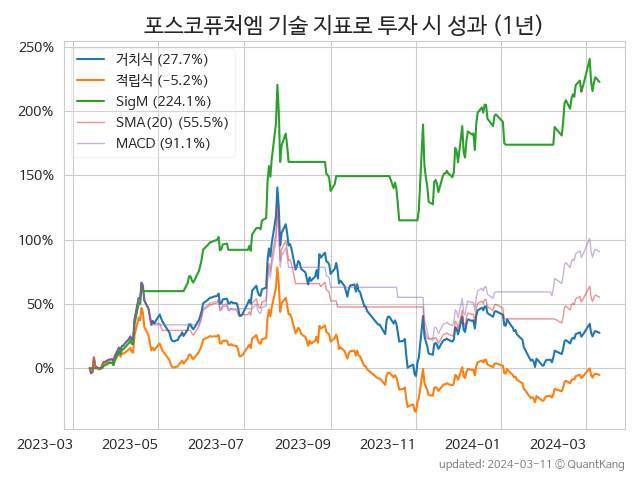 포스코퓨처엠 기술 지표로 투자 시 성과 (1년)
거치식 (27.7%)
적립식 (−5.2%)
SigM (224.1%)
SMA(20) (55.5%)
MACD (91.1%)
250%
200%
150%
100%
50%
0%
2023-03 2023-05 2023-07 2023-09 2023-11 2024-01 2024-03
updated: 2024-03-11 © QuantKang